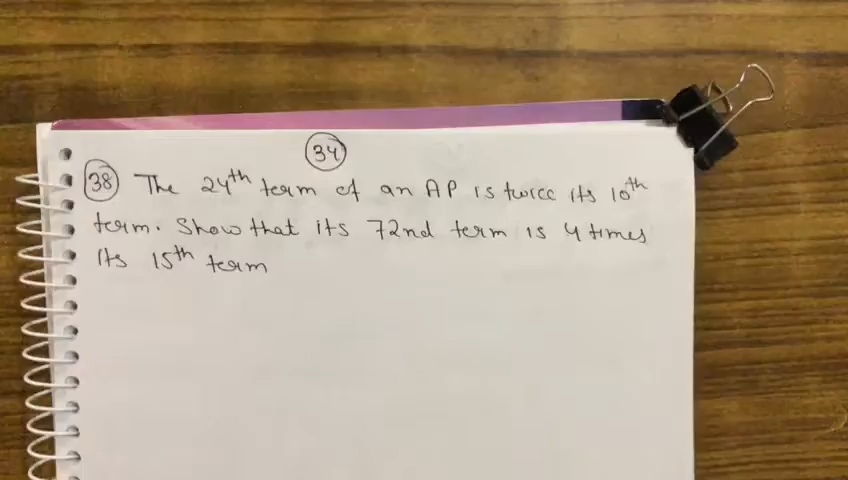 34
38 The 24th term of an AP is twice its 10th
term. Show that its 72nd term is 4 times
its 15th term